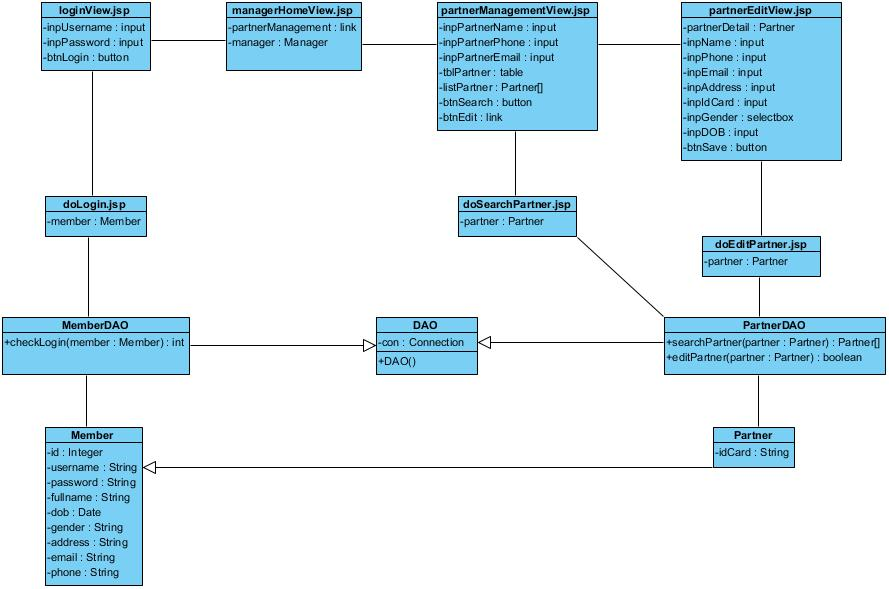 loginView.jsp
-inpUsername : input
-inpPassword : input
-btnLogin : button
managerHomeView.jsp
-partnerManagement : link
-manager : Manager
partnerManagementView.jsp
-inpPartnerName : input
-inpPartnerPhone : input
-inpPartnerEmail : input
-tblPartner : table
-listPartner : Partner[]
-btnSearch : button
-btnEdit : link
partnerEditView.jsp
-partnerDetail : Partner
-inpName : input
-inpPhone : input
-inpEmail : input
-inpAddress : input
-inpIdCard : input
-inpGender : selectbox
-inpDOB : input
-btnSave : button
doLogin.jsp
-member : Member
doSearchPartner.jsp
-partner : Partner
doEditPartner.jsp
-partner : Partner
MemberDAO
+checkLogin(member : Member) : int
DAO
-con : Connection
+DAO()
PartnerDAO
+searchPartner(partner : Partner) : Partner[]
+editPartner(partner : Partner) : boolean
Member
-id : Integer
-username : String
-password : String
-fullname : String
-dob : Date
-gender : String
-address : String
-email : String
-phone : String
Partner
-idCard : String